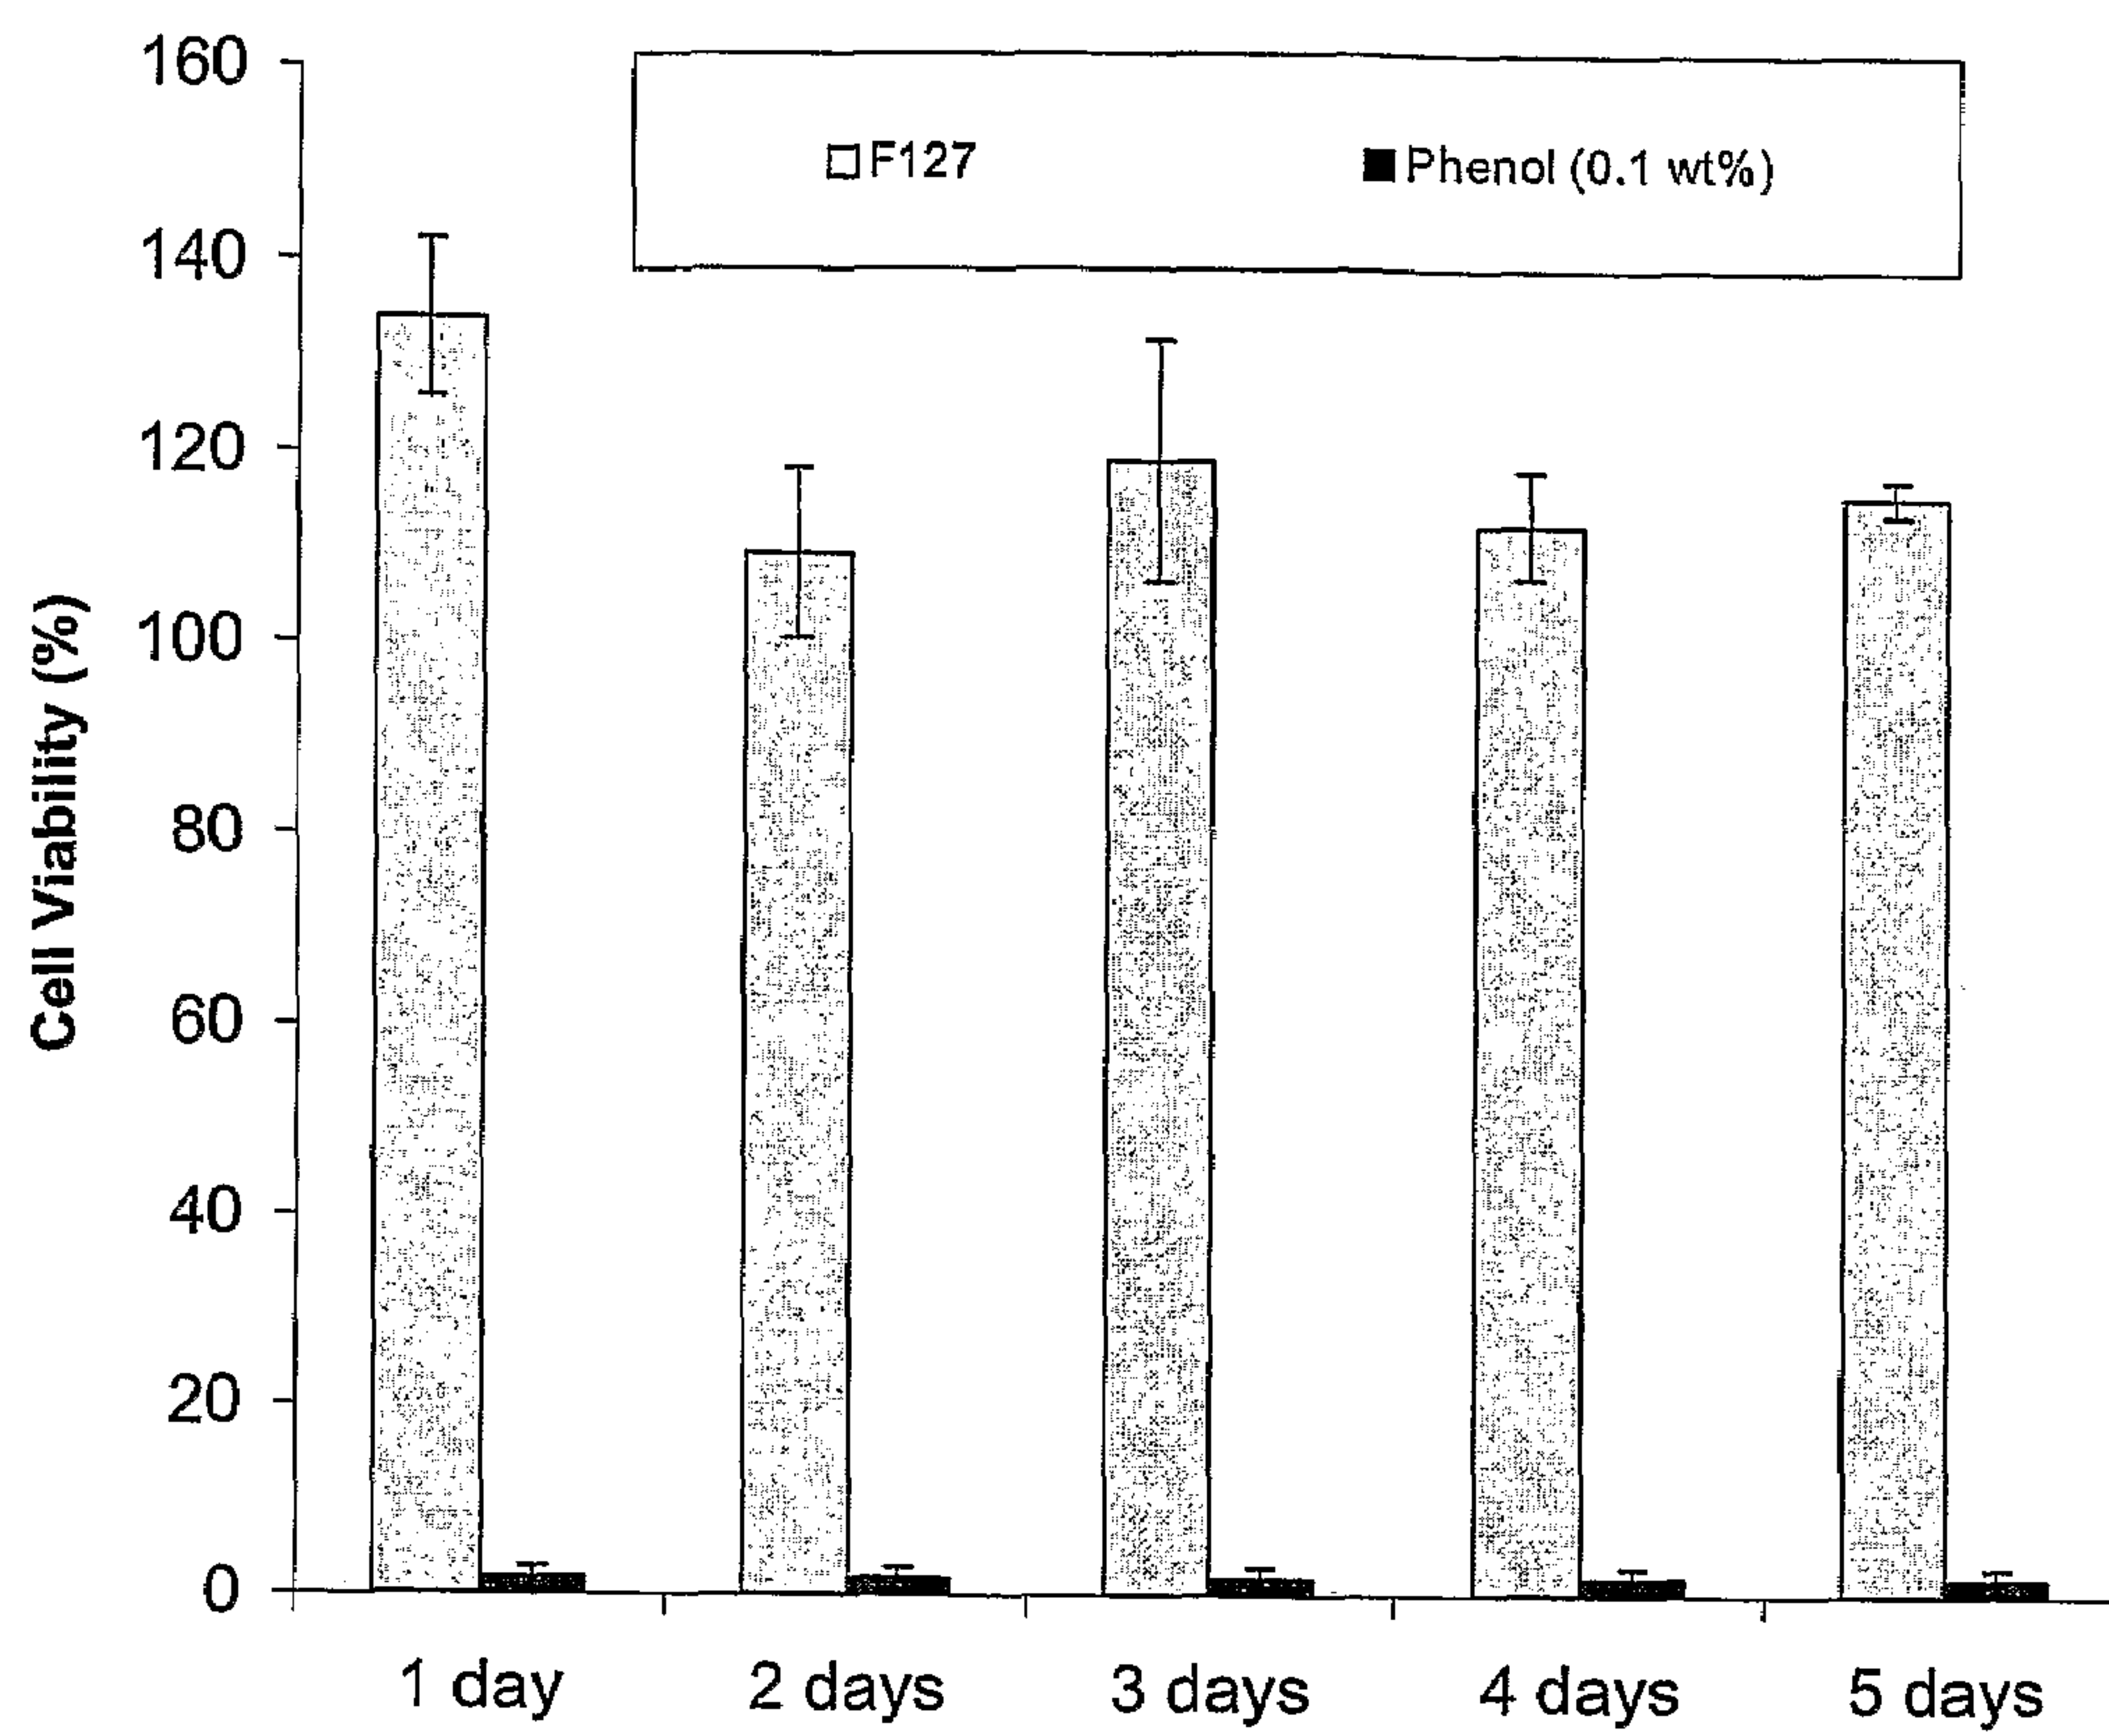 160
F127
Phenol (0.1 wt%)
140
120
100
80
60
40
20
0
Cell Viability (%)
1 day
2 days
3 days
4 days
5 days